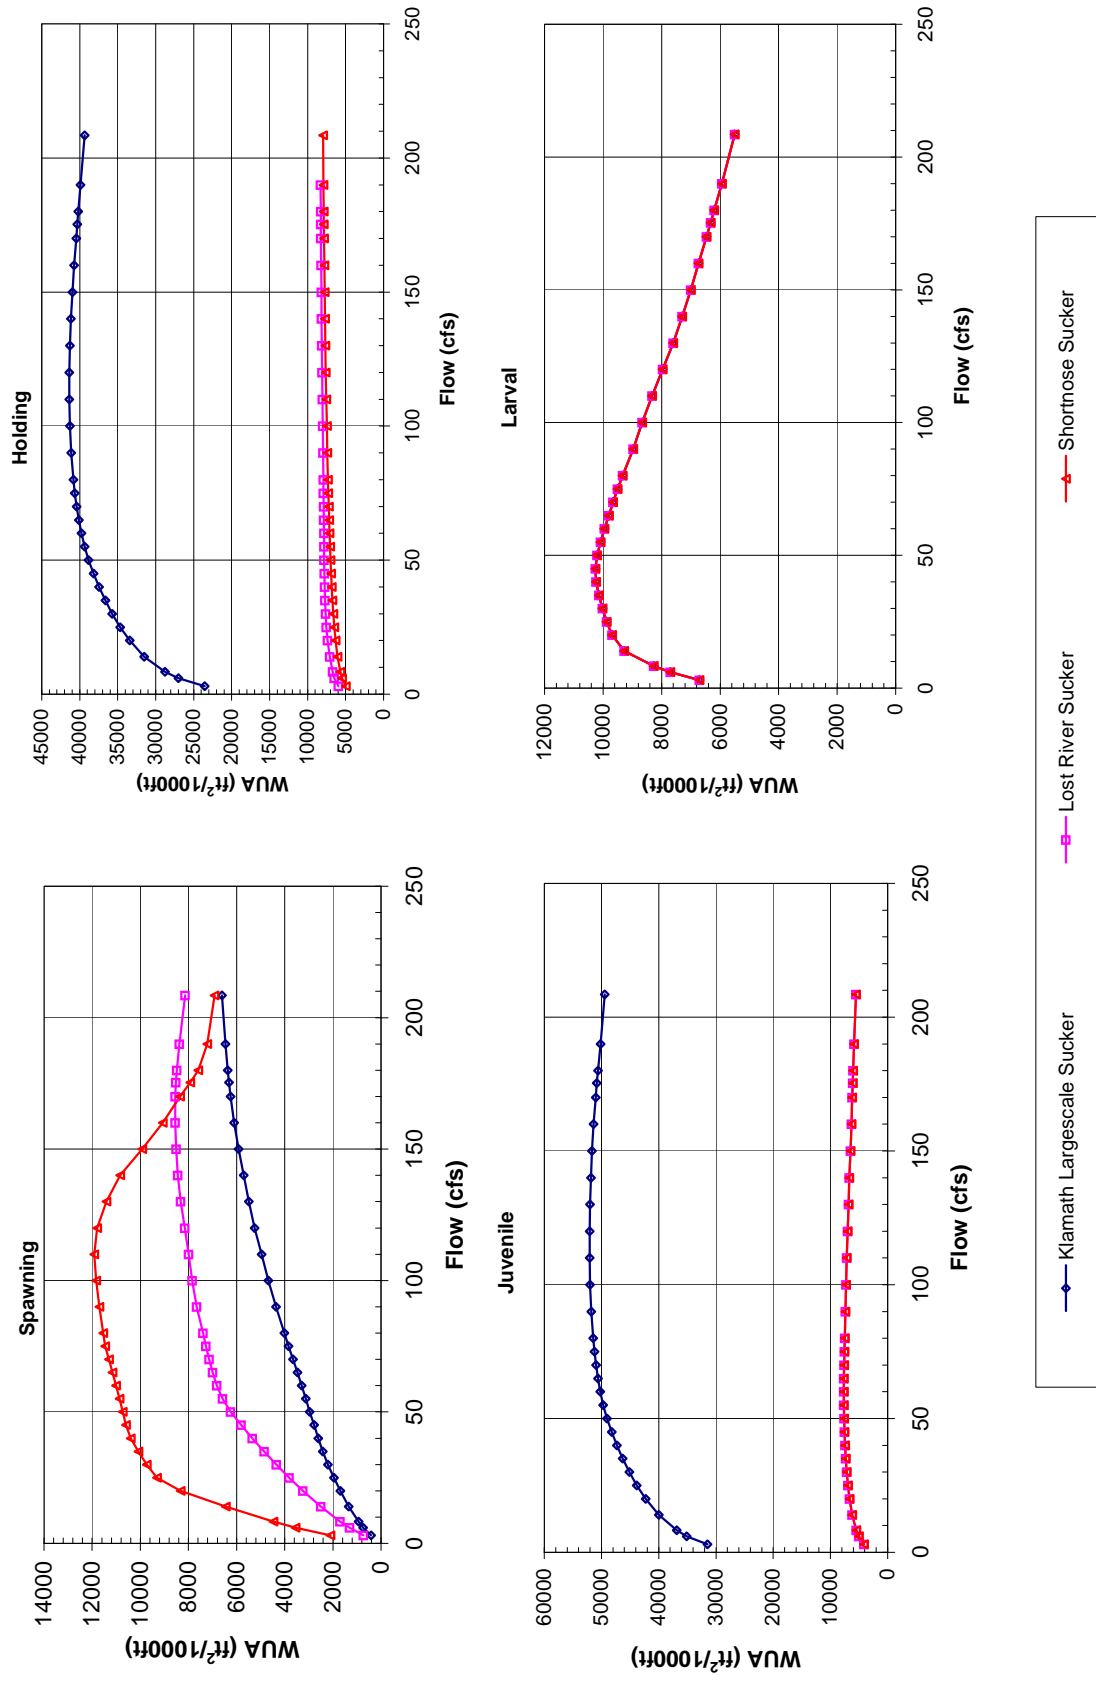 Spawning
WUA (ft²/1000ft)
14000
12000
10000
8000
6000
4000
2000
0
0 50 100 150 200 250
Flow (cfs)
Holding
WUA (ft²/1000ft)
45000
40000
35000
30000
25000
20000
15000
10000
5000
0
0 50 100 150 200 250
Flow (cfs)
Juvenile
WUA (ft²/1000ft)
60000
50000
40000
30000
20000
10000
0
0 50 100 150 200 250
Flow (cfs)
Larval
WUA (ft²/1000ft)
12000
10000
8000
6000
4000
2000
0
0 50 100 150 200 250
Flow (cfs)
Klamath Largescale Sucker Lost River Sucker Shortnose Sucker